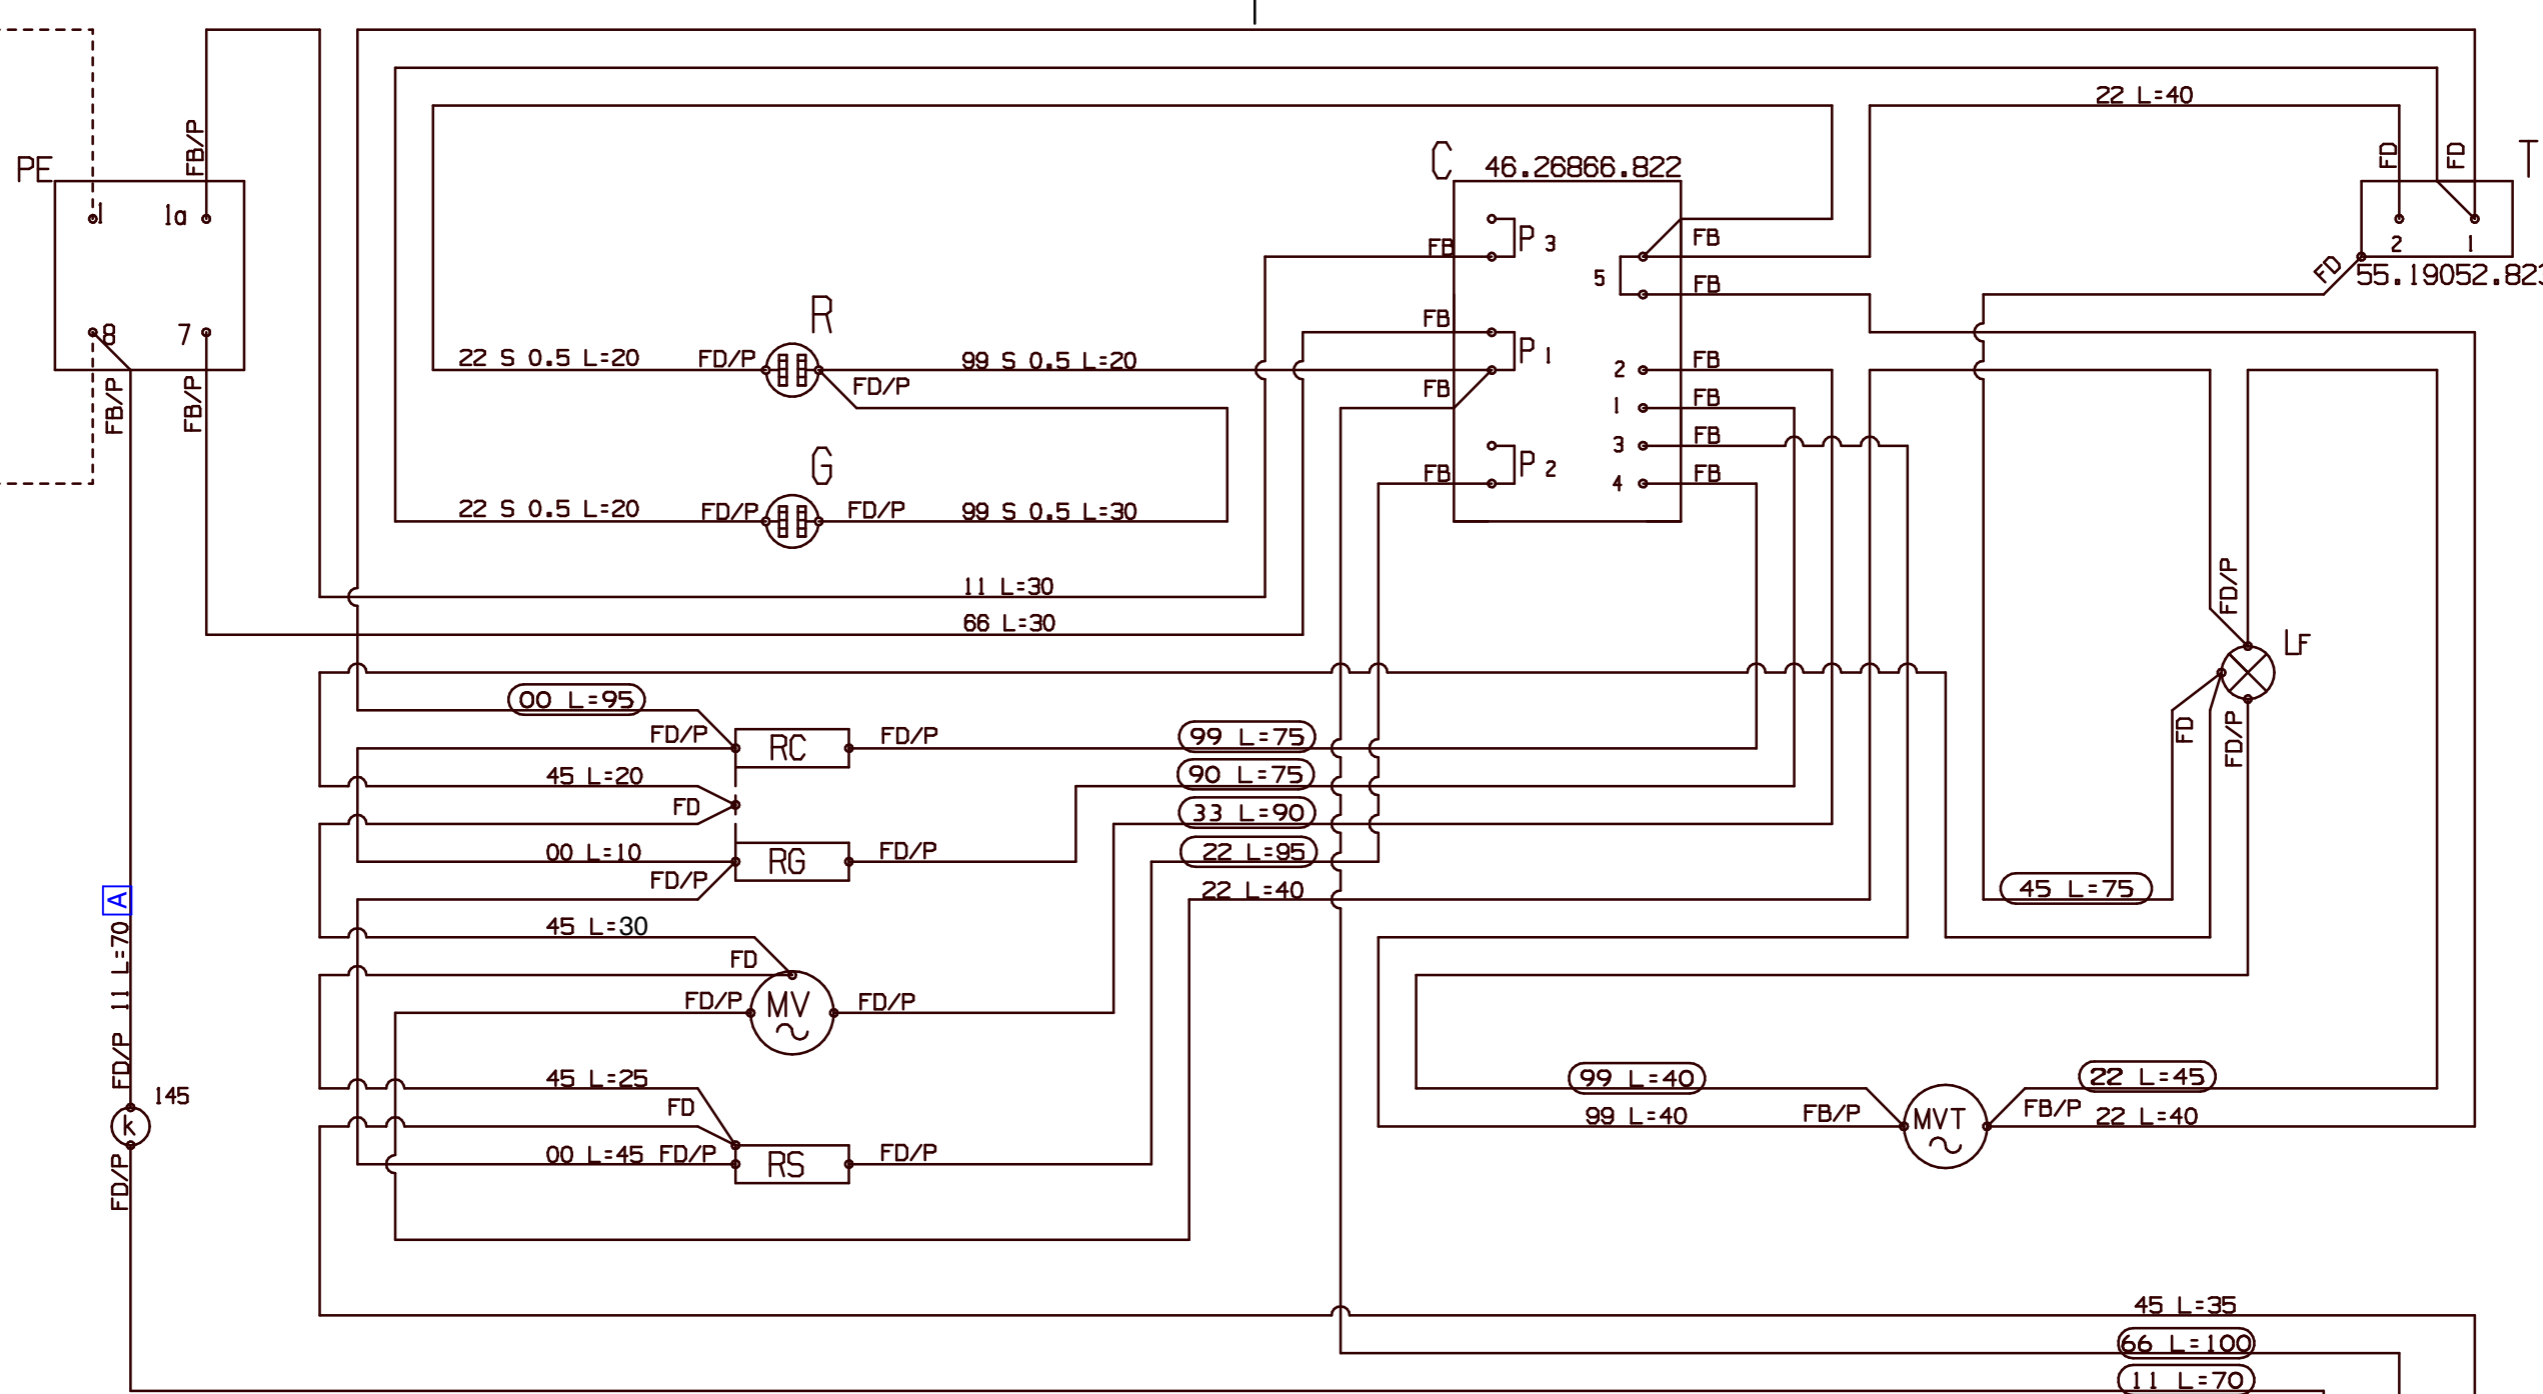 22 L=40
PE
FB/P
1
1a
8
7
FB/P
FB/P
C
46.26866.822
FB
P 3
FB
P 1
FB
P 2
FB
5
FB
FB
2
FB
1
FB
3
FB
4
FB
FD
FD
T
2
1
FD
R
22 S 0.5 L=20
FD/P
99 S 0.5 L=20
FD/P
G
22 S 0.5 L=20
FD/P
FD/P
99 S 0.5 L=30
11 L=30
66 L=30
FD/P
LF
FD
FD/P
00 L=95
FD/P
RC
FD/P
99 L=75
45 L=20
90 L=75
FD
33 L=90
00 L=10
RG
FD/P
22 L=95
FD/P
22 L=40
45 L=75
A
11 L=70
FD/P
45 L=30
FD
FD/P
MV
FD/P
45 L=25
FD
145
k
FD/P
00 L=45
FD/P
RS
FD/P
99 L=40
22 L=45
99 L=40
FB/P
MVT
FB/P
22 L=40
45 L=35
66 L=100
11 L=70